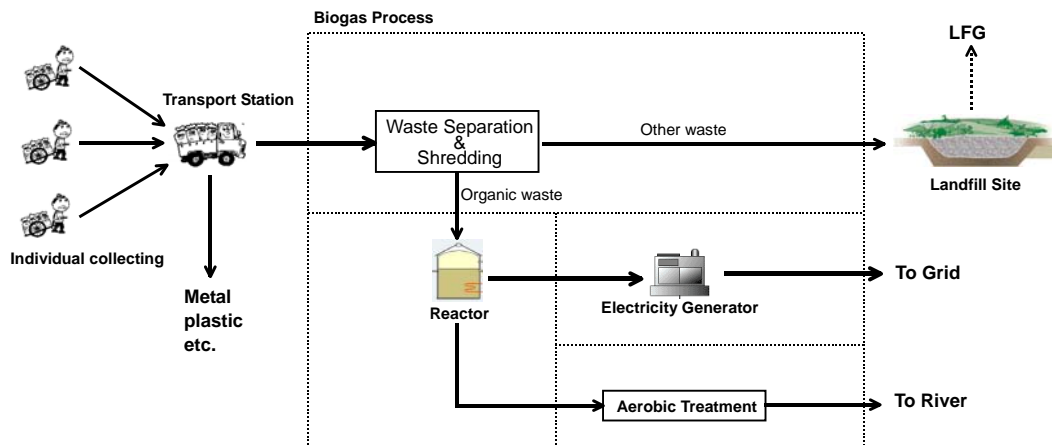 Biogas Process
LFG
Transport Station
Waste Separation
&
Shredding
Other waste
Landfill Site
Organic waste
Individual collecting
Metal
plastic
etc.
Reactor
Electricity Generator
To Grid
Aerobic Treatment
To River